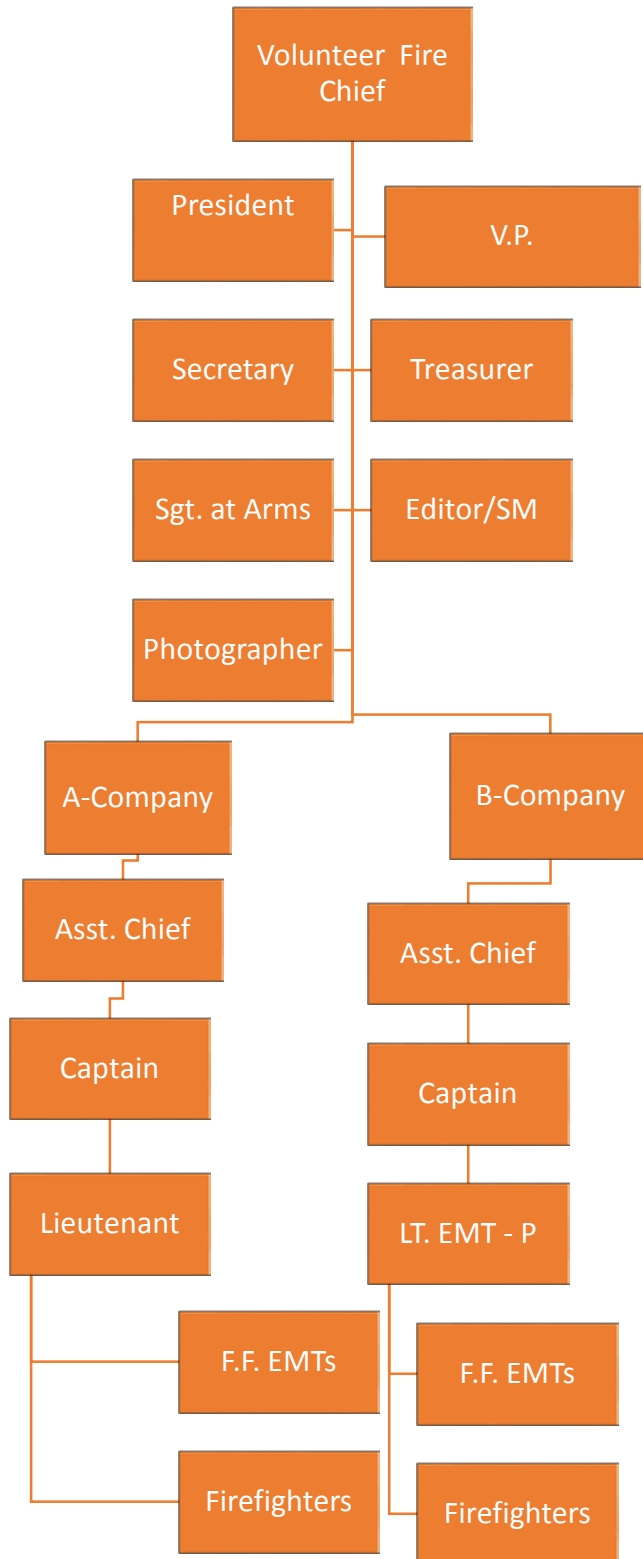 Volunteer Fire
Chief
President
V.P.
Secretary
Treasurer
Sgt. at Arms
Editor/SM
Photographer
A-Company
B-Company
Asst. Chief
Asst. Chief
Captain
Captain
Lieutenant
LT. EMT - P
F.F. EMTs
F.F. EMTs
Firefighters
Firefighters